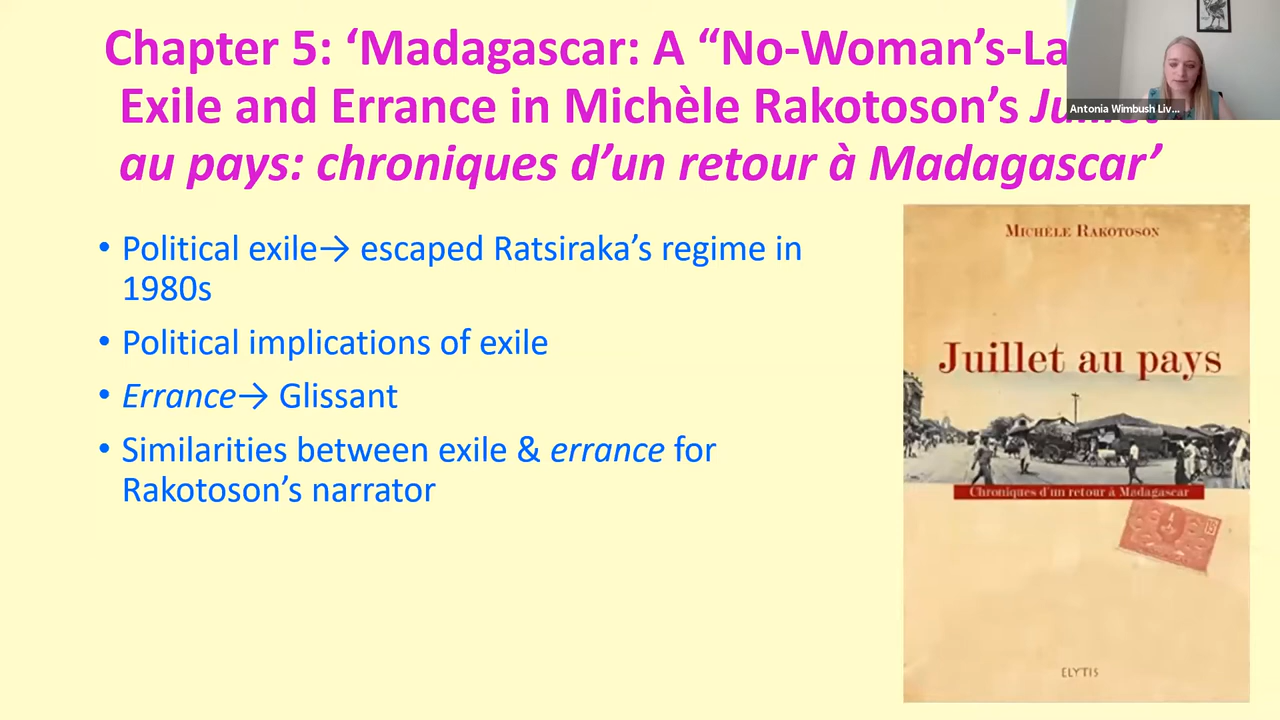 Chapter 5: ‘Madagascar: A “No-Woman’s-La
Exile and Errance in Michèle Rakotoson’s
au pays: chroniques d’un retour à Madagascar’
Antonia Wimbush Liv...
• Political exile→ escaped Ratsiraka’s regime in
1980s
• Political implications of exile
• Errance→ Glissant
• Similarities between exile & errance for
Rakotoson’s narrator
MICHÈLE RAKOTOSON
Juillet au pays
Chroniques d'un retour à Madagascar
ELYTIS